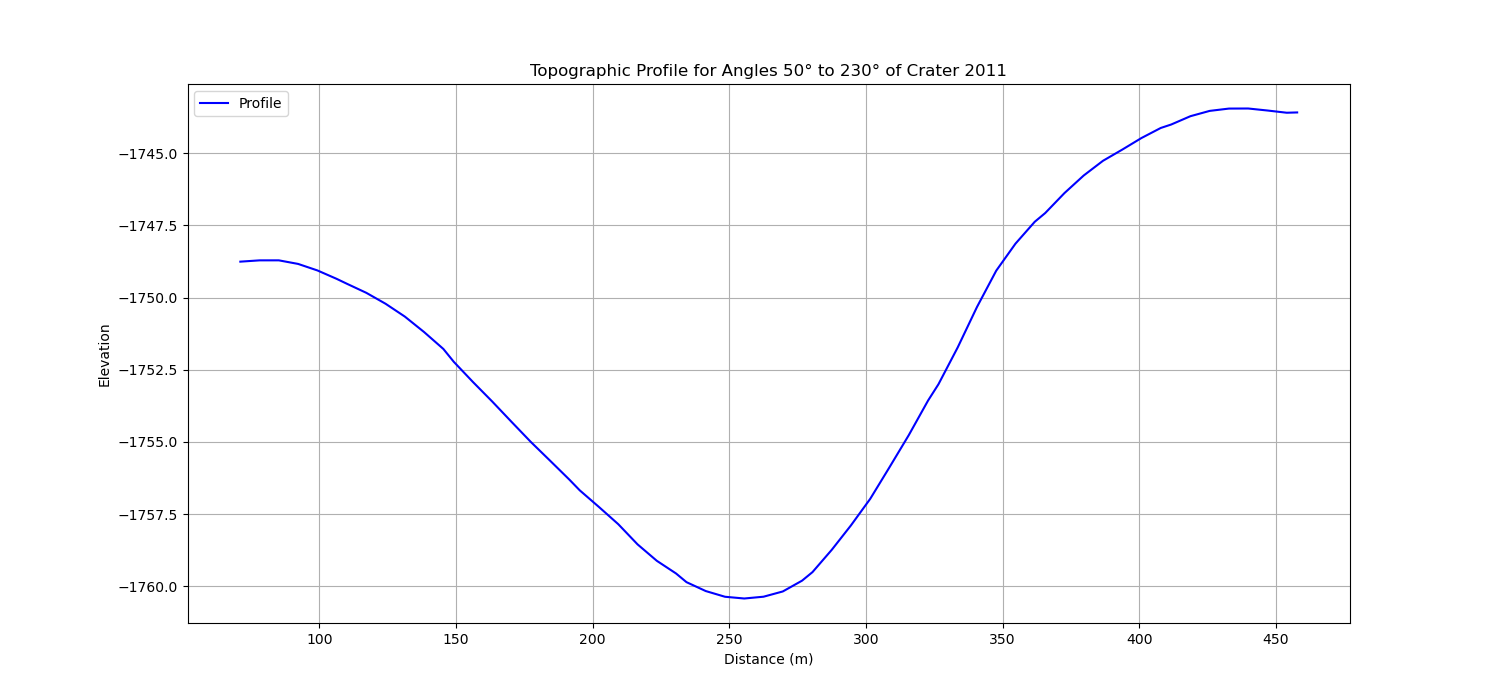 Topographic Profile for Angles 50° to 230° of Crater 2011
Profile
−1745.0
−1747.5
−1750.0
−1752.5
−1755.0
−1757.5
−1760.0
Elevation
100 150 200 250 300 350 400 450
Distance (m)